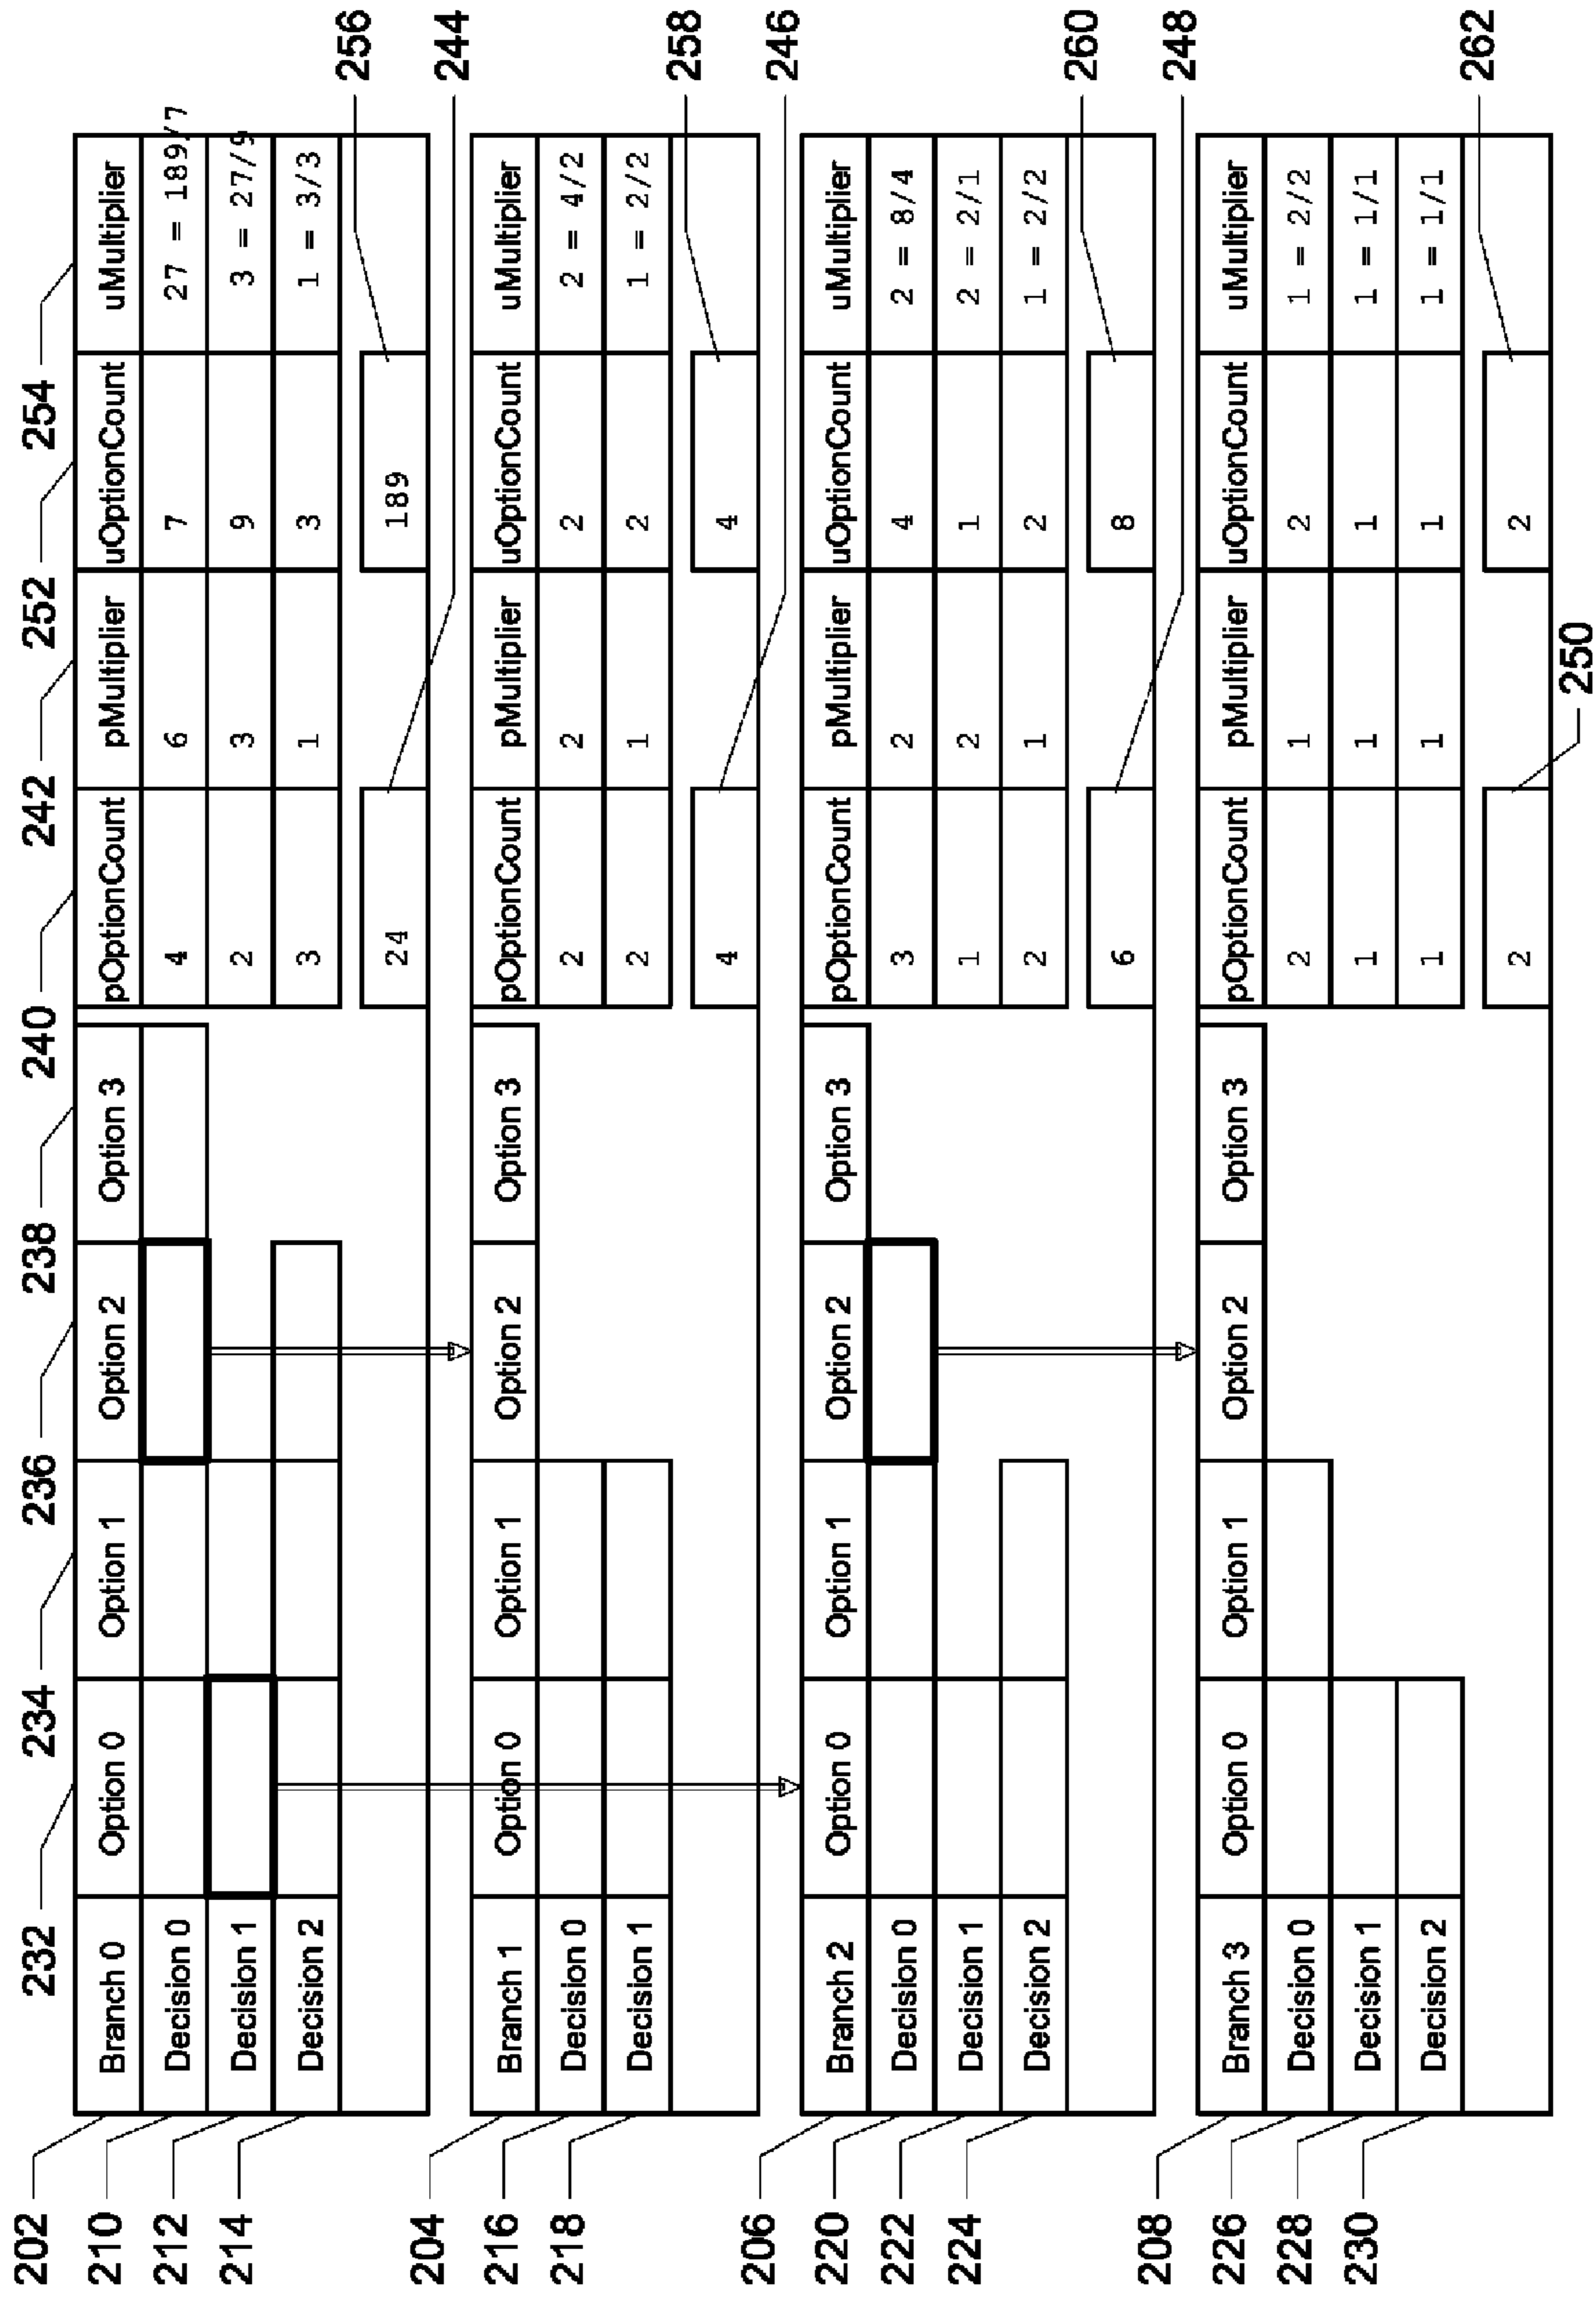 232 234 236 238 240 242 252 254
202 Branch 0 Option 0 Option 1 Option 2 Option 3 pOptionCount pMultiplier uOptionCount uMultiplier
210 Decision 0 4 6 7 27 = 189/7
212 Decision 1 2 3 9 3 = 27/9
214 Decision 2 3 1 3 1 = 3/3
256
24 189
244
204 Branch 1 Option 0 Option 1 Option 2 Option 3 pOptionCount pMultiplier uOptionCount uMultiplier
216 Decision 0 2 2 2 2 = 4/2
218 Decision 1 2 1 2 1 = 2/2
258
4 4
246
206 Branch 2 Option 0 Option 1 Option 2 Option 3 pOptionCount pMultiplier uOptionCount uMultiplier
220 Decision 0 3 2 4 2 = 8/4
222 Decision 1 1 2 1 2 = 2/1
224 Decision 2 2 1 2 1 = 2/2
260
6 8
248
208 Branch 3 Option 0 Option 1 Option 2 Option 3 pOptionCount pMultiplier uOptionCount uMultiplier
226 Decision 0 2 1 2 1 = 2/2
228 Decision 1 1 1 1 1 = 1/1
230 Decision 2 1 1 1 1 = 1/1
262
2 2
250